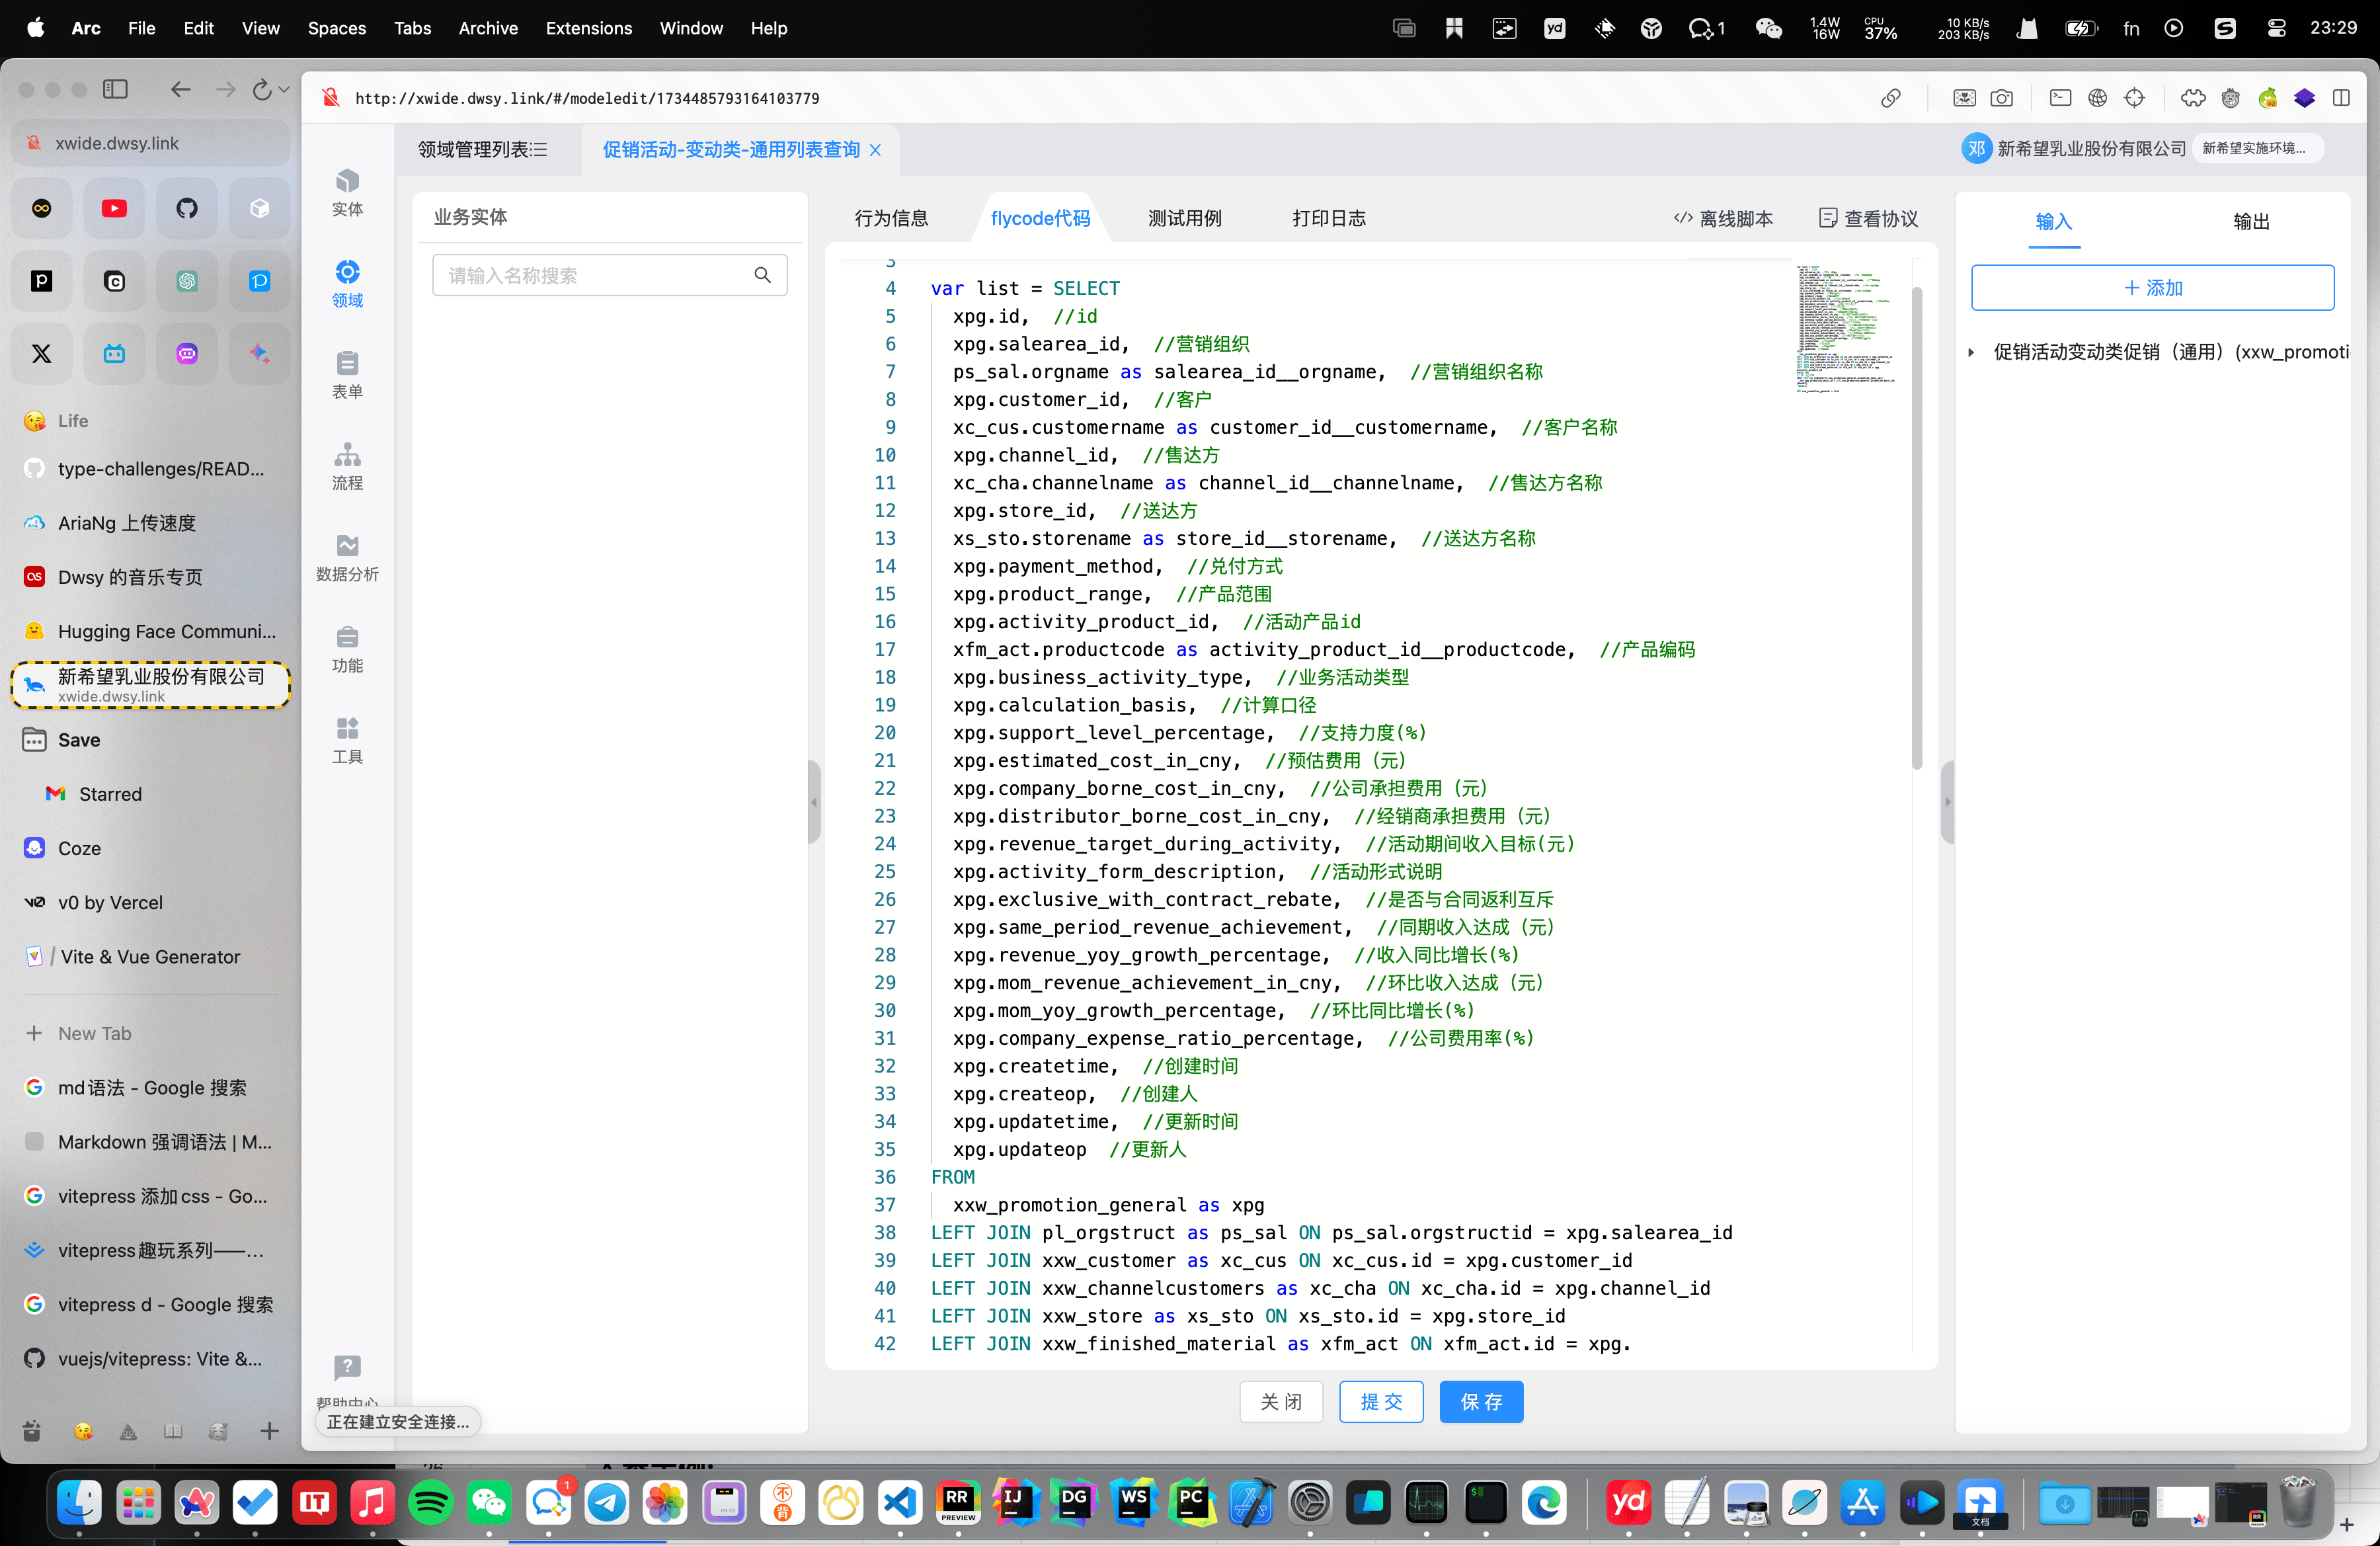 Arc File Edit View Spaces Tabs Archive Extensions Window Help
1
1.4W
16W
CPU
37%
10 KB/s
203 KB/s
fn
23:29
http://xwide.dwsy.link/#/modeledit/1734485793164103779
xwide.dwsy.link
Life
type-challenges/READ...
AriaNg 上传速度
Dwsy 的音乐专页
Hugging Face Communi...
新希望乳业股份有限公司
xwide.dwsy.link
Save
Starred
Coze
v0 by Vercel
/ Vite & Vue Generator
New Tab
md语法 - Google 搜索
Markdown 强调语法 | M...
vitepress 添加css - Go...
vitepress趣玩系列——...
vitepress d - Google 搜索
vuejs/vitepress: Vite &...
实体
领域
表单
流程
数据分析
功能
工具
帮助中心
正在建立安全连接...
领域管理列表
促销活动-变动类-通用列表查询
邓 新希望乳业股份有限公司 新希望实施环境...
业务实体
请输入名称搜索
行为信息 flycode代码 测试用例 打印日志 </> 离线脚本 查看协议
3
4 var list = SELECT
5 xpg.id, //id
6 xpg.salearea_id, //营销组织
7 ps_sal.orgname as salearea_id__orgname, //营销组织名称
8 xpg.customer_id, //客户
9 xc_cus.customername as customer_id__customername, //客户名称
10 xpg.channel_id, //售达方
11 xc_cha.channelname as channel_id__channelname, //售达方名称
12 xpg.store_id, //送达方
13 xs_sto.storename as store_id__storename, //送达方名称
14 xpg.payment_method, //兑付方式
15 xpg.product_range, //产品范围
16 xpg.activity_product_id, //活动产品id
17 xfm_act.productcode as activity_product_id__productcode, //产品编码
18 xpg.business_activity_type, //业务活动类型
19 xpg.calculation_basis, //计算口径
20 xpg.support_level_percentage, //支持力度(%)
21 xpg.estimated_cost_in_cny, //预估费用（元）
22 xpg.company_borne_cost_in_cny, //公司承担费用（元）
23 xpg.distributor_borne_cost_in_cny, //经销商承担费用（元）
24 xpg.revenue_target_during_activity, //活动期间收入目标(元)
25 xpg.activity_form_description, //活动形式说明
26 xpg.exclusive_with_contract_rebate, //是否与合同返利互斥
27 xpg.same_period_revenue_achievement, //同期收入达成（元）
28 xpg.revenue_yoy_growth_percentage, //收入同比增长(%)
29 xpg.mom_revenue_achievement_in_cny, //环比收入达成（元）
30 xpg.mom_yoy_growth_percentage, //环比同比增长(%)
31 xpg.company_expense_ratio_percentage, //公司费用率(%)
32 xpg.createtime, //创建时间
33 xpg.createop, //创建人
34 xpg.updatetime, //更新时间
35 xpg.updateop //更新人
36 FROM
37 xxw_promotion_general as xpg
38 LEFT JOIN pl_orgstruct as ps_sal ON ps_sal.orgstructid = xpg.salearea_id
39 LEFT JOIN xxw_customer as xc_cus ON xc_cus.id = xpg.customer_id
40 LEFT JOIN xxw_channelcustomers as xc_cha ON xc_cha.id = xpg.channel_id
41 LEFT JOIN xxw_store as xs_sto ON xs_sto.id = xpg.store_id
42 LEFT JOIN xxw_finished_material as xfm_act ON xfm_act.id = xpg.
关 闭
提 交
保 存
输入 输出
添加
促销活动变动类促销（通用）(xxw_promoti